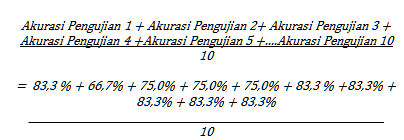 Akurasi Pengujian 1 + Akurasi Pengujian 2+ Akurasi Pengujian 3 +
Akurasi Pengujian 4 +Akurasi Pengujian 5 +....Akurasi Pengujian 10
10
= 83,3 % + 66,7% + 75,0% + 75,0% + 75,0% + 83,3 % +83,3% +
83,3% + 83,3% + 83,3%
10